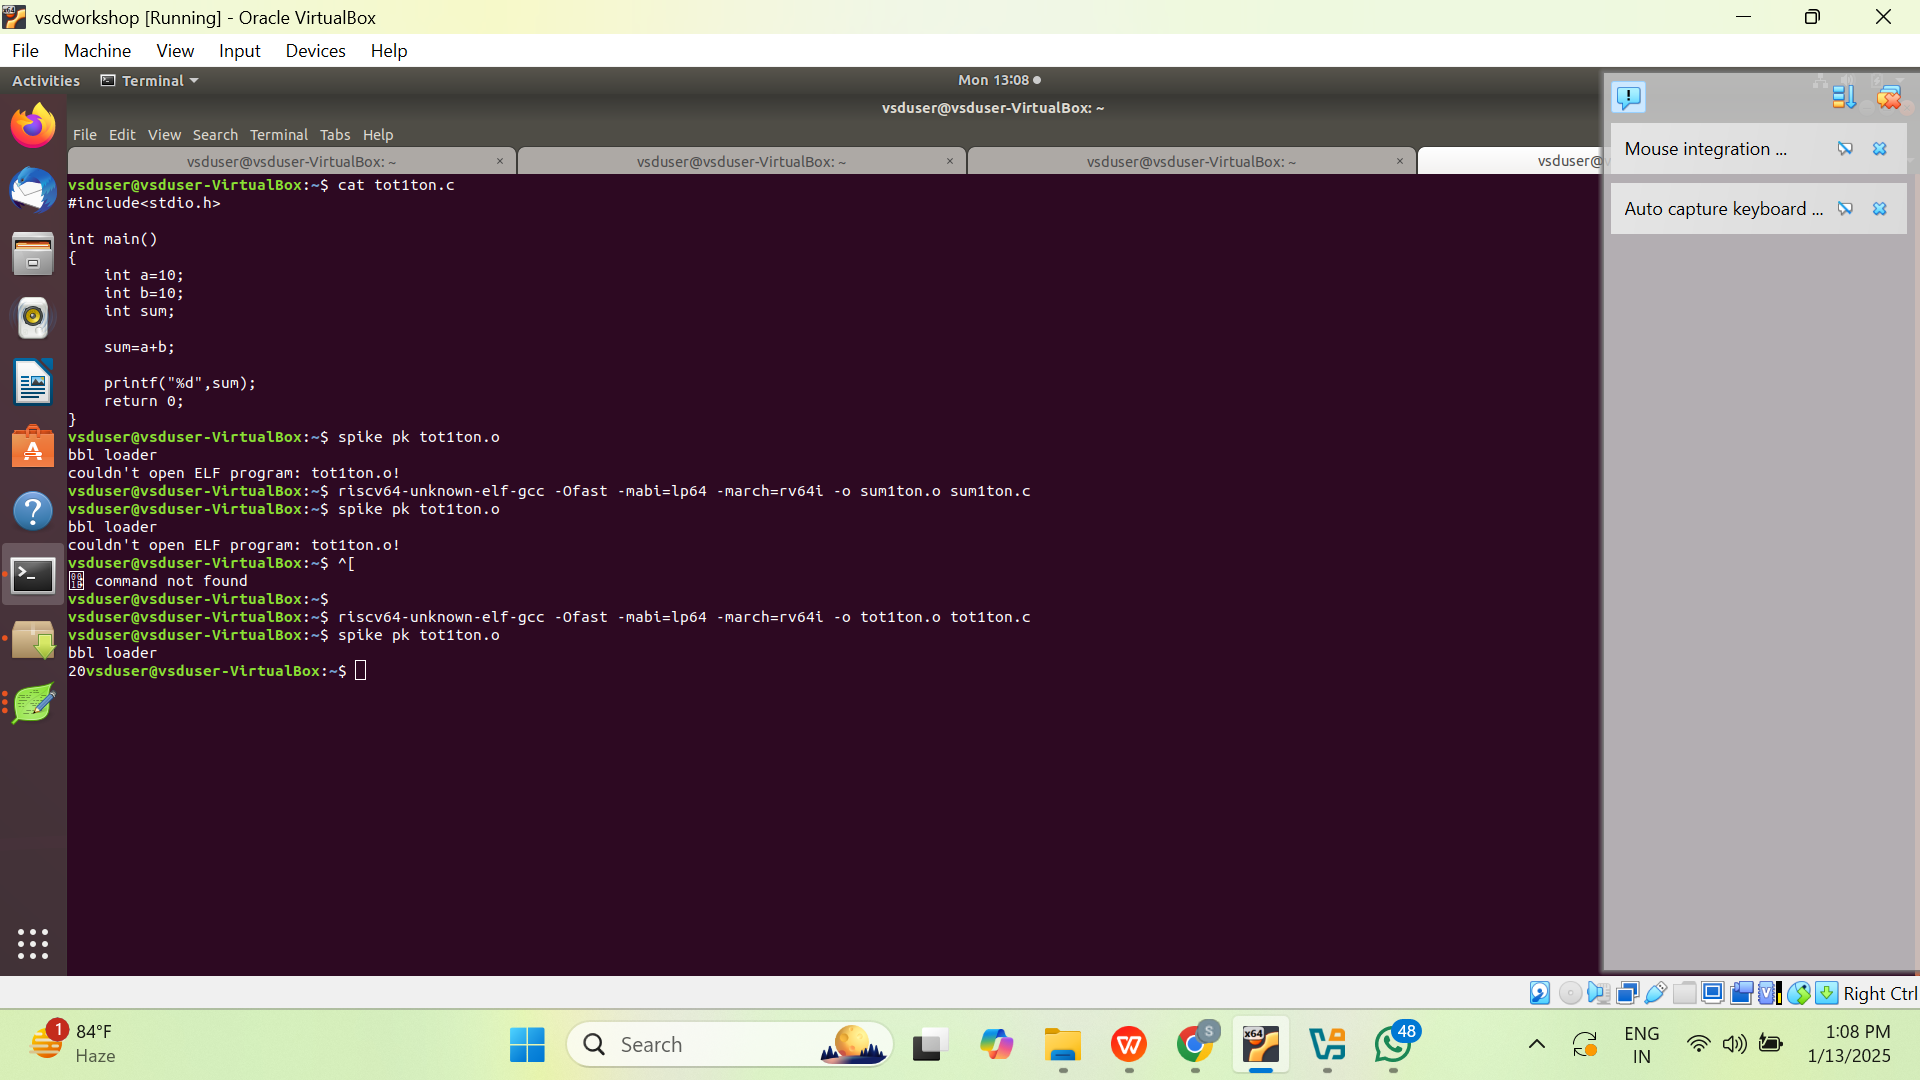 vsdworkshop [Running] - Oracle VirtualBox
File Machine View Input Devices Help
Activities Terminal Mon 13:08
vsduser@vsduser-VirtualBox: ~
File Edit View Search Terminal Tabs Help
vsduser@vsduser-VirtualBox: ~ × vsduser@vsduser-VirtualBox: ~ × vsduser@vsduser-VirtualBox: ~ × vsduser@
Mouse integration ...
Auto capture keyboard ...
vsduser@vsduser-VirtualBox:~$ cat tot1ton.c
#include<stdio.h>
int main()
{
int a=10;
int b=10;
int sum;
sum=a+b;
printf("%d",sum);
return 0;
}
vsduser@vsduser-VirtualBox:~$ spike pk tot1ton.o
bbl loader
couldn't open ELF program: tot1ton.o!
vsduser@vsduser-VirtualBox:~$ riscv64-unknown-elf-gcc -Ofast -mabi=lp64 -march=rv64i -o sum1ton.o sum1ton.c
vsduser@vsduser-VirtualBox:~$ spike pk tot1ton.o
bbl loader
couldn't open ELF program: tot1ton.o!
vsduser@vsduser-VirtualBox:~$ ^[
command not found
vsduser@vsduser-VirtualBox:~$
vsduser@vsduser-VirtualBox:~$ riscv64-unknown-elf-gcc -Ofast -mabi=lp64 -march=rv64i -o tot1ton.o tot1ton.c
vsduser@vsduser-VirtualBox:~$ spike pk tot1ton.o
bbl loader
20vsduser@vsduser-VirtualBox:~$
Right Ctrl
1 84°F
Haze
Search
S
x64
48
ENG
IN
1:08 PM
1/13/2025